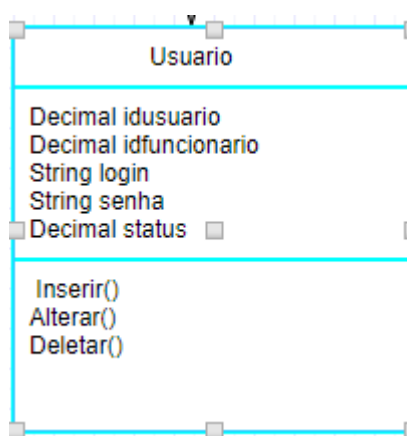 Usuario
Decimal idusuario
Decimal idfuncionario
String login
String senha
Decimal status
Inserir()
Alterar()
Deletar()